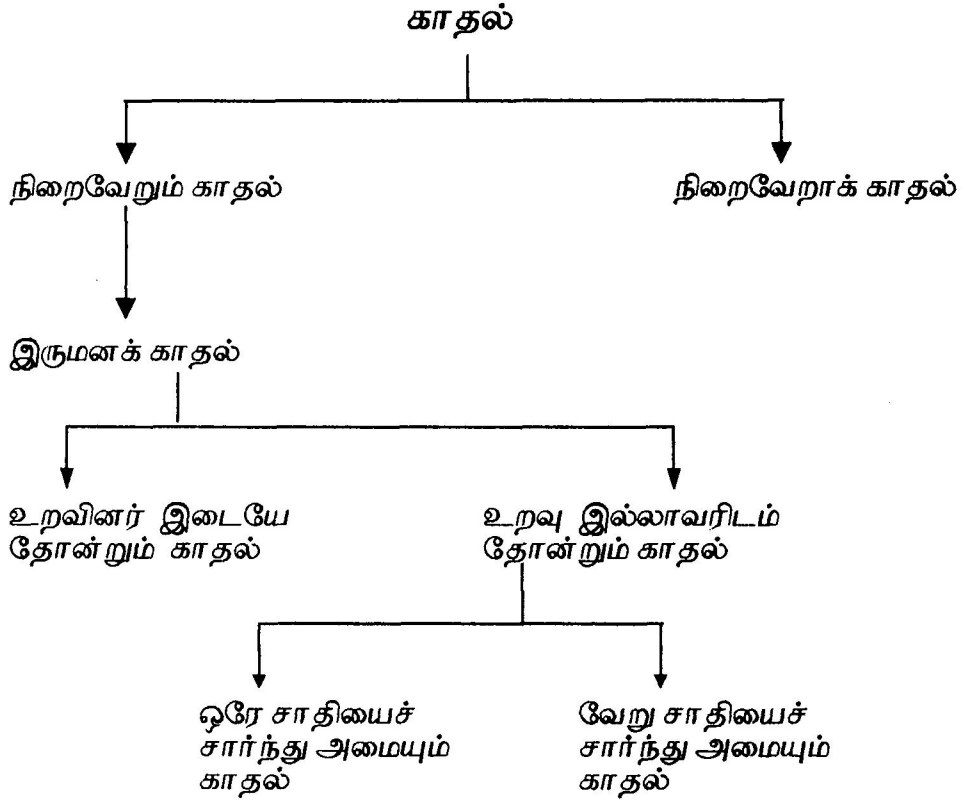 காதல்
நிறைவேறும் காதல்
நிறைவேறாக் காதல்
இருமனக் காதல்
உறவினர் இடையே
தோன்றும் காதல்
உறவு இல்லாவரிடம்
தோன்றும் காதல்
ஒரே சாதியைச்
சார்ந்து அமையும்
காதல்
வேறு சாதியைச்
சார்ந்து அமையும்
காதல்